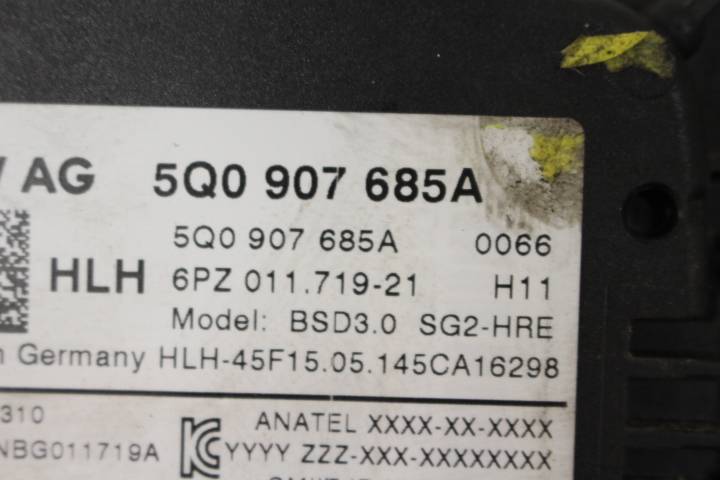 AG 5Q0 907 685A
5Q0 907 685A 0066
HLH 6PZ 011.719-21 H11
Model: BSD3.0 SG2-HRE
Germany HLH-45F15.05.145CA16298
310 ANATEL XXXX-XX-XXXX
NBG011719A YYYY ZZZ-XXX-XXXXXXXX